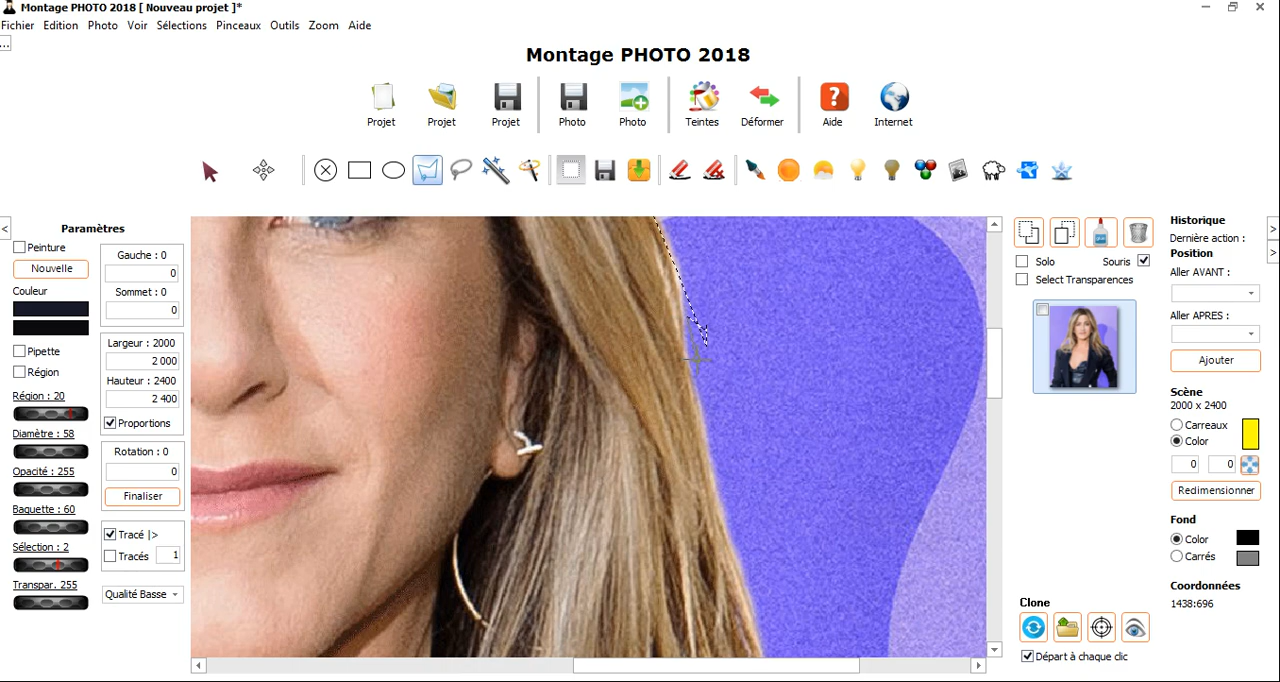 Montage PHOTO 2018 [ Nouveau projet ]*
Fichier Edition Photo Voir Sélections Pinceaux Outils Zoom Aide
...
Montage PHOTO 2018
Projet Projet Projet Photo Photo Teintes Déformer Aide Internet
<
Paramètres
Peinture
Nouvelle
Couleur
Pipette
Région
Région : 20
Diamètre : 58
Opacité : 255
Baguette : 60
Sélection : 2
Transpar. 255
Gauche : 0
0
Sommet : 0
0
Largeur : 2000
2 000
Hauteur : 2400
2 400
Proportions
Rotation : 0
0
Finaliser
Tracé |>
Tracés 1
Qualité Basse
Solo Souris
Select Transparences
Clone
Départ à chaque clic
Historique
Dernière action :
Position
Aller AVANT :
Aller APRES :
Ajouter
Scène
2000 x 2400
Carreaux
Color
0 0
Redimensionner
Fond
Color
Carrés
Coordonnées
1438:696
>
>